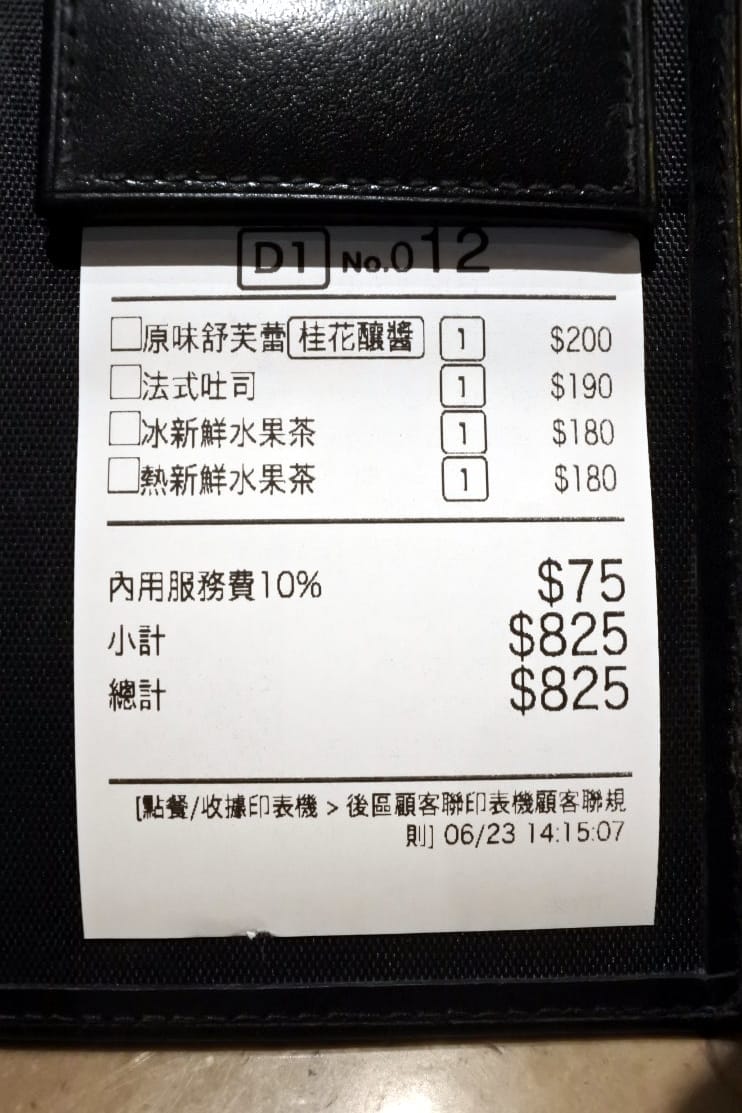 D1 No.012
原味舒芙蕾 桂花釀醬 1 $200
法式吐司 1 $190
冰新鮮水果茶 1 $180
熱新鮮水果茶 1 $180
內用服務費10% $75
小計 $825
總計 $825
[點餐/收據印表機 > 後區顧客聯印表機顧客聯規
則] 06/23 14:15:07